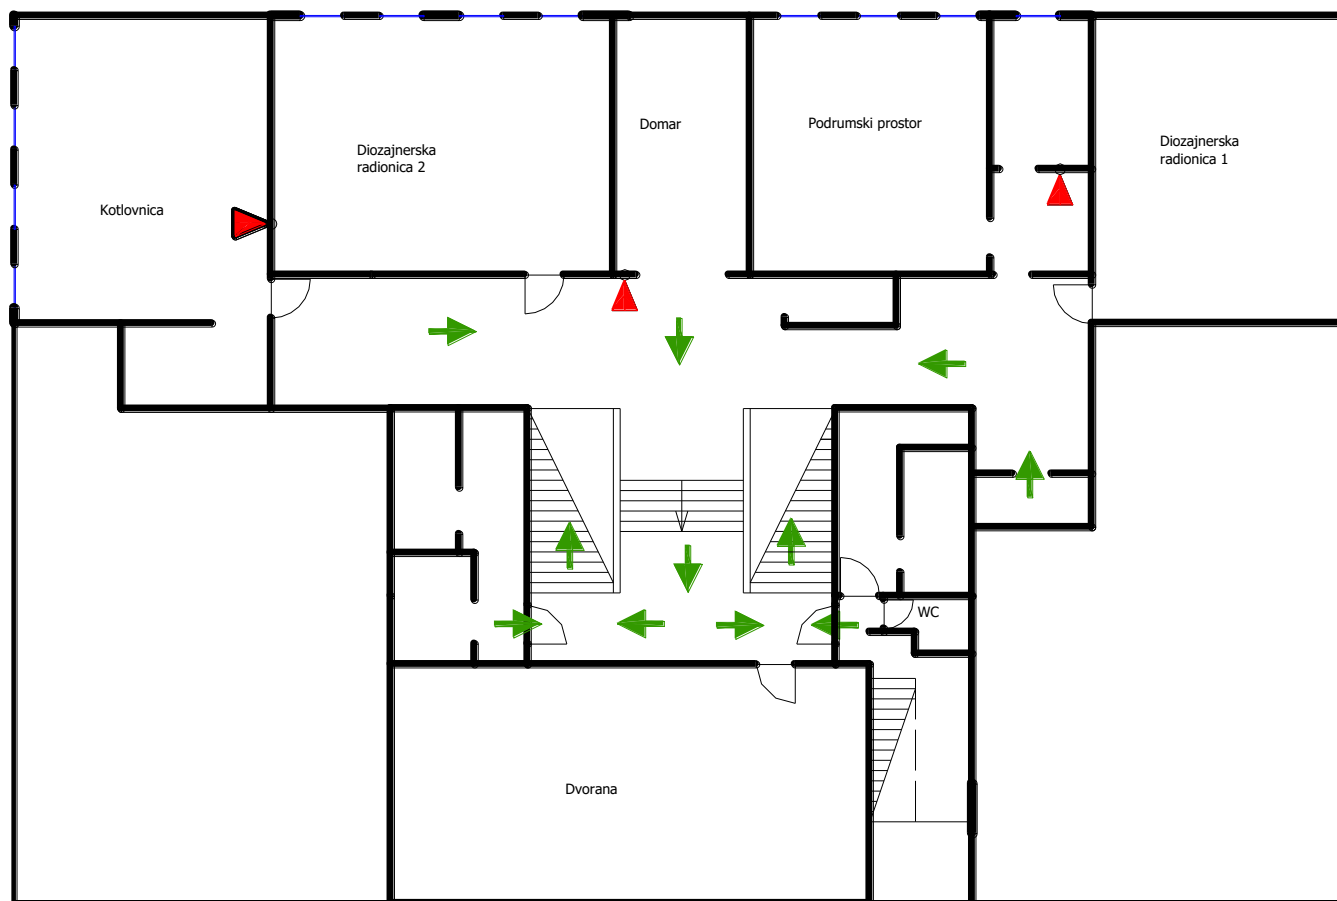 Domar
Podrumski prostor
Diozajnerska
radionica 1
Diozajnerska
radionica 2
Kotlovnica
WC
Dvorana